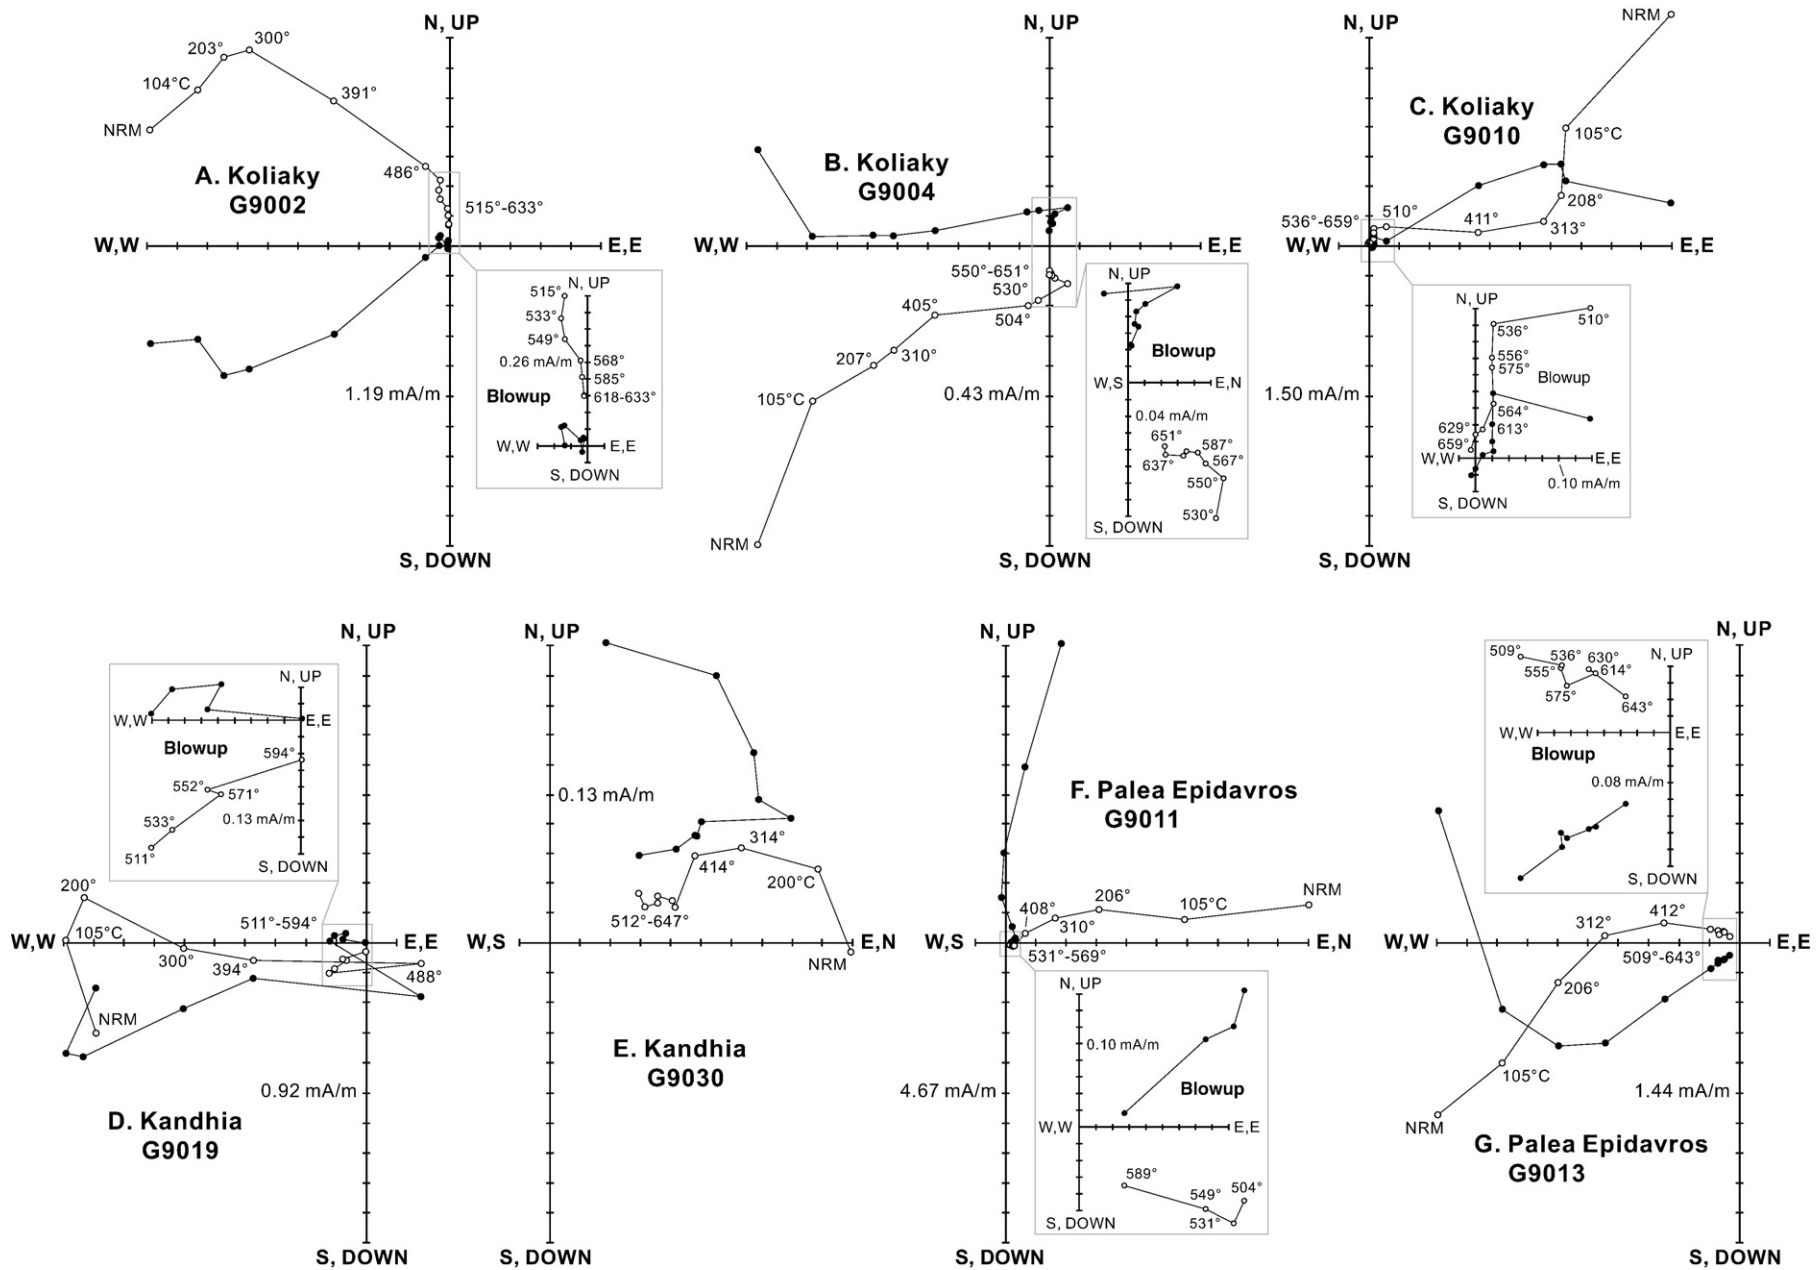 N, UP
300°
203°
104°C
391°
NRM
A. Koliaky
G9002
486°
515°-633°
W,W
E,E
1.19 mA/m
S, DOWN
N, UP
515°
533°
549°
0.26 mA/m
568°
585°
Blowup
618-633°
W,W
E,E
S, DOWN
N, UP
B. Koliaky
G9004
W,W
E,E
550°-651°
530°
405°
504°
207°
310°
105°C
0.43 mA/m
NRM
S, DOWN
N, UP
Blowup
W,S
E,N
0.04 mA/m
651°
587°
637°
567°
550°
530°
S, DOWN
N, UP
NRM
C. Koliaky
G9010
105°C
208°
510°
411°
313°
536°-659°
W,W
E,E
1.50 mA/m
N, UP
510°
536°
556°
575°
Blowup
564°
629°
613°
659°
W,W
E,E
0.10 mA/m
S, DOWN
N, UP
N, UP
W,W
E,E
Blowup
594°
552°
571°
533°
0.13 mA/m
511°
S, DOWN
200°
511°-594°
W,W
105°C
E,E
300°
394°
488°
NRM
0.92 mA/m
D. Kandhia
G9019
S, DOWN
N, UP
0.13 mA/m
314°
414°
200°C
512°-647°
W,S
E,N
NRM
E. Kandhia
G9030
S, DOWN
N, UP
F. Palea Epidavros
G9011
NRM
206°
105°C
408°
310°
W,S
E,N
531°-569°
4.67 mA/m
N, UP
0.10 mA/m
Blowup
W,W
E,E
589°
549°
504°
531°
S, DOWN
S, DOWN
N, UP
509°
536°
630°
N, UP
555°
614°
575°
643°
W,W
E,E
Blowup
0.08 mA/m
S, DOWN
412°
312°
W,W
E,E
509°-643°
206°
105°C
1.44 mA/m
NRM
G. Palea Epidavros
G9013
S, DOWN